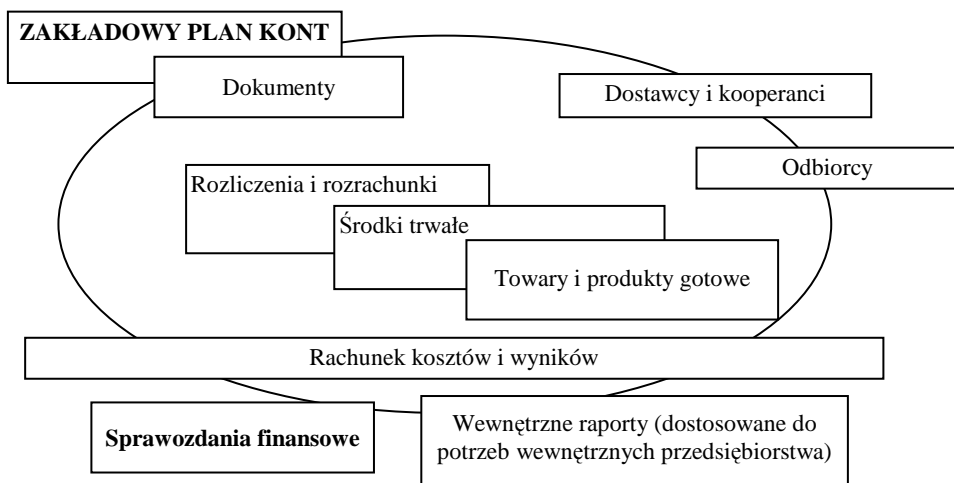 ZAKŁADOWY PLAN KONT
Dokumenty
Dostawcy i kooperanci
Odbiorcy
Rozliczenia i rozrachunki
Środki trwałe
Towary i produkty gotowe
Rachunek kosztów i wyników
Sprawozdania finansowe
Wewnętrzne raporty (dostosowane do
potrzeb wewnętrznych przedsiębiorstwa)